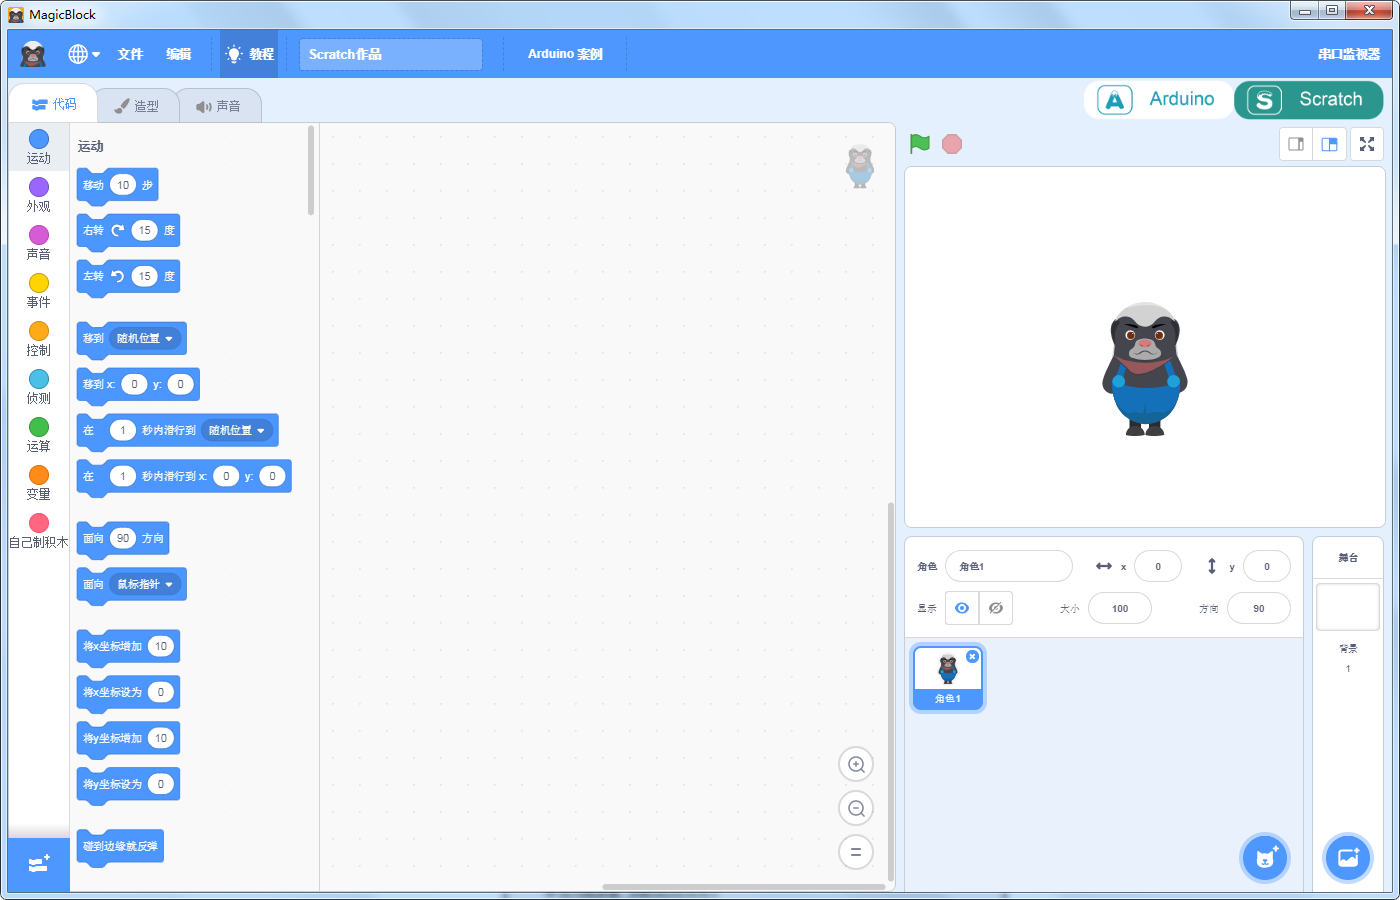 MagicBlock
文件 编辑 教程 Scratch作品 Arduino 案例 串口监视器
代码 造型 声音
Arduino Scratch
运动
外观
声音
事件
控制
侦测
运算
变量
自己制积木
运动
移动 10 步
右转 15 度
左转 15 度
移到 随机位置
移到 x: 0 y: 0
在 1 秒内滑行到 随机位置
在 1 秒内滑行到 x: 0 y: 0
面向 90 方向
面向 鼠标指针
将x坐标增加 10
将x坐标设为 0
将y坐标增加 10
将y坐标设为 0
碰到边缘就反弹
角色 角色1 x 0 y 0
显示 大小 100 方向 90
角色1
舞台
背景
1